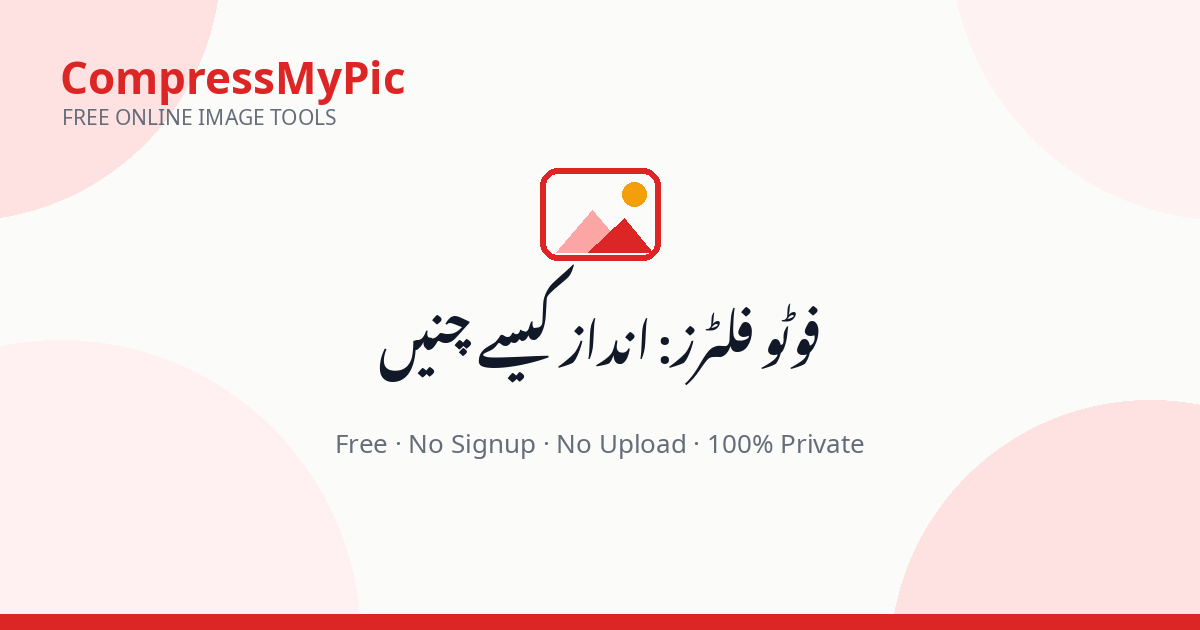 CompressMyPic
FREE ONLINE IMAGE TOOLS
فوٹو فلٹرز: انداز کیسے چنیں
Free · No Signup · No Upload · 100% Private